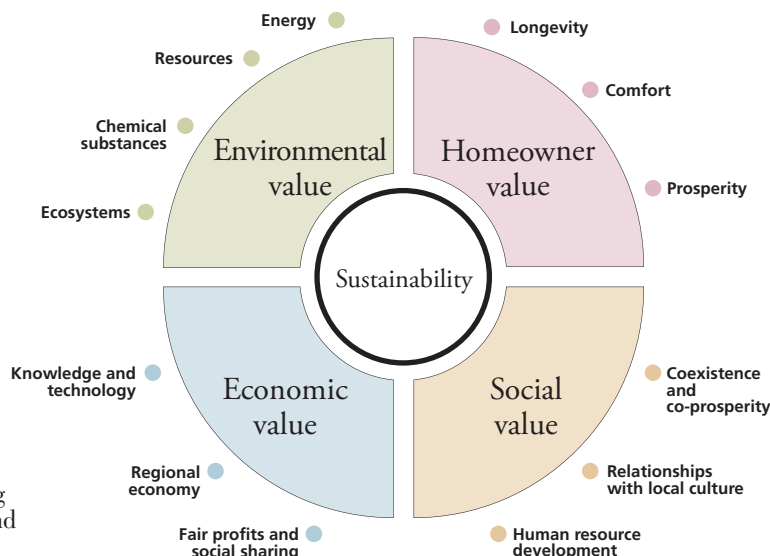 Energy
Resources
Chemical
substances
Ecosystems
Environmental
value
Longevity
Comfort
Prosperity
Homeowner
value
Sustainability
Knowledge and
technology
Regional
economy
Fair profits and
social sharing
Economic
value
Social
value
Coexistence
and
co-prosperity
Relationships
with local culture
Human resource
development